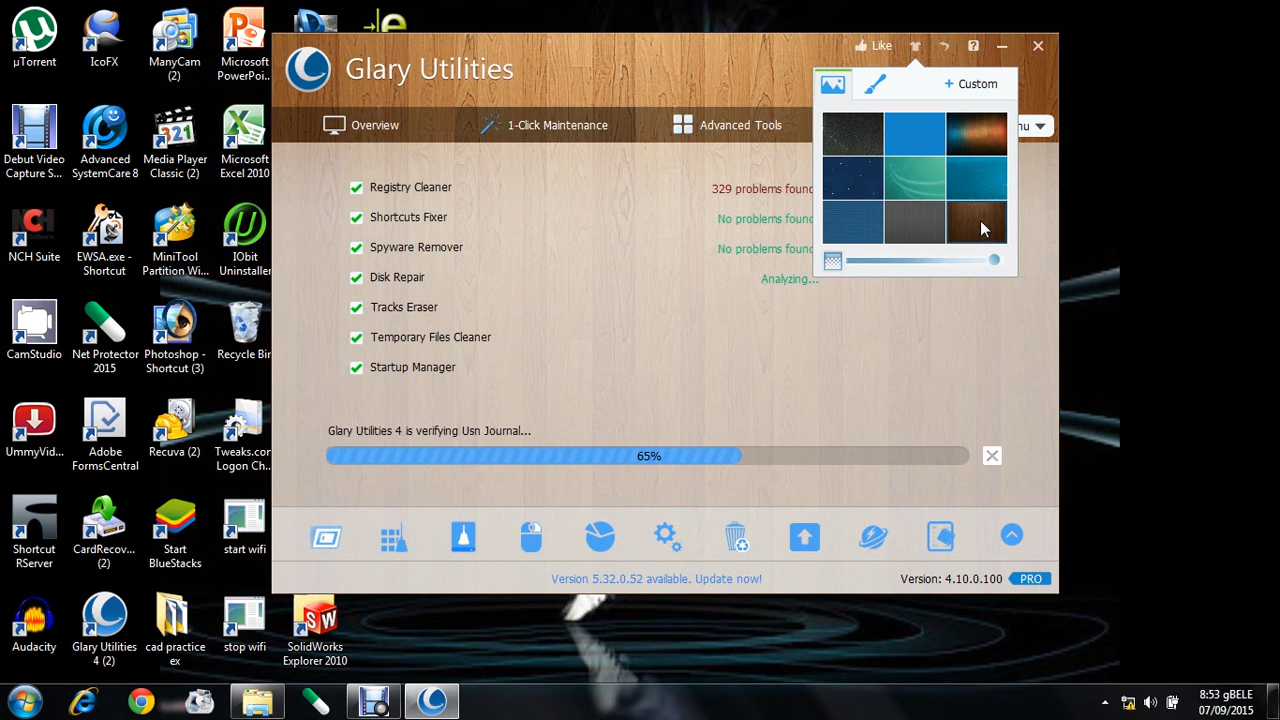 µTorrent
IcoFX
ManyCam
(2)
Microsoft
PowerPoi...
Debut Video
Capture S...
Advanced
SystemCare 8
Media Player
Classic (2)
Microsoft
Excel 2010
NCH Suite
EWSA.exe -
Shortcut
MiniTool
Partition Wi...
IObit
Uninstaller
CamStudio
Net Protector
2015
Photoshop -
Shortcut (3)
Recycle Bin
UmmyVid...
Adobe
FormsCentral
Recuva (2)
Tweaks.com
Logon Ch...
Shortcut
RServer
CardRecov...
(2)
Start
BlueStacks
start wifi
Audacity
Glary Utilities
4 (2)
cad practice
ex
stop wifi
SolidWorks
Explorer 2010
Glary Utilities
Like
Custom
Overview
1-Click Maintenance
Advanced Tools
nu
Registry Cleaner
329 problems found
Shortcuts Fixer
No problems found
Spyware Remover
No problems found
Disk Repair
Analyzing...
Tracks Eraser
Temporary Files Cleaner
Startup Manager
Glary Utilities 4 is verifying Usn Journal...
65%
Version 5.32.0.52 available. Update now!
Version: 4.10.0.100 PRO
8:53 gBELE
07/09/2015